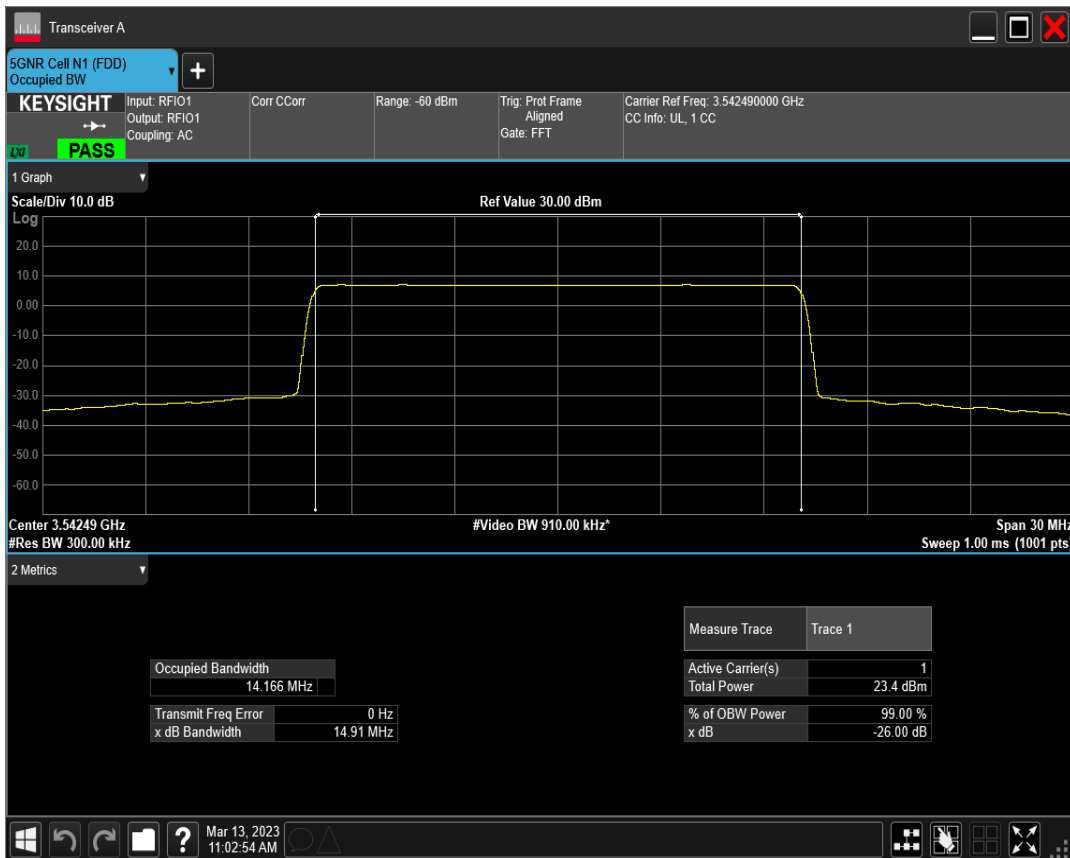 Transceiver A
5GNR Cell N1 (FDD)
Occupied BW
+
KEYSIGHT
LXI
PASS
Input: RFIO1
Output: RFIO1
Coupling: AC
Corr CCorr
Range: -60 dBm
Trig: Prot Frame
Aligned
Gate: FFT
Carrier Ref Freq: 3.542490000 GHz
CC Info: UL, 1 CC
1 Graph
Scale/Div 10.0 dB
Ref Value 30.00 dBm
Log
20.0
10.0
0.00
-10.0
-20.0
-30.0
-40.0
-50.0
-60.0
Center 3.54249 GHz
#Video BW 910.00 kHz*
Span 30 MHz
#Res BW 300.00 kHz
Sweep 1.00 ms (1001 pts)
2 Metrics
Measure Trace Trace 1
Occupied Bandwidth
14.166 MHz
Active Carrier(s) 1
Total Power 23.4 dBm
Transmit Freq Error 0 Hz
x dB Bandwidth 14.91 MHz
% of OBW Power 99.00 %
x dB -26.00 dB
?
Mar 13, 2023
11:02:54 AM